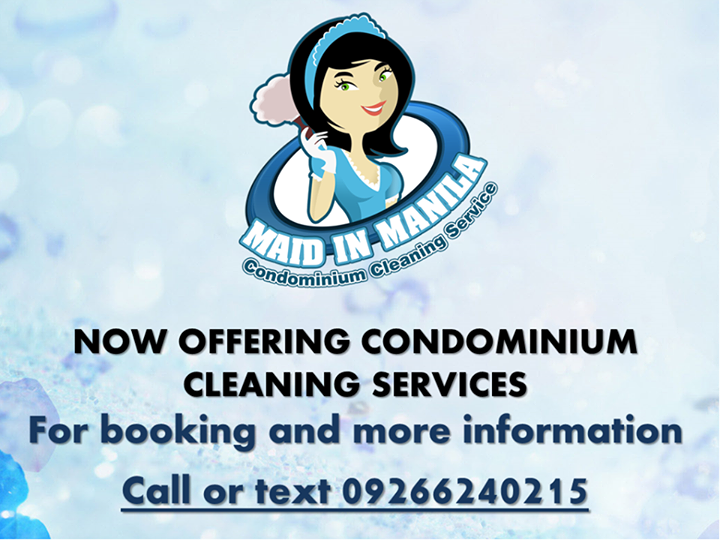 MAID IN MANILA
Condominium Cleaning Service
NOW OFFERING CONDOMINIUM
CLEANING SERVICES
For booking and more information
Call or text 09266240215